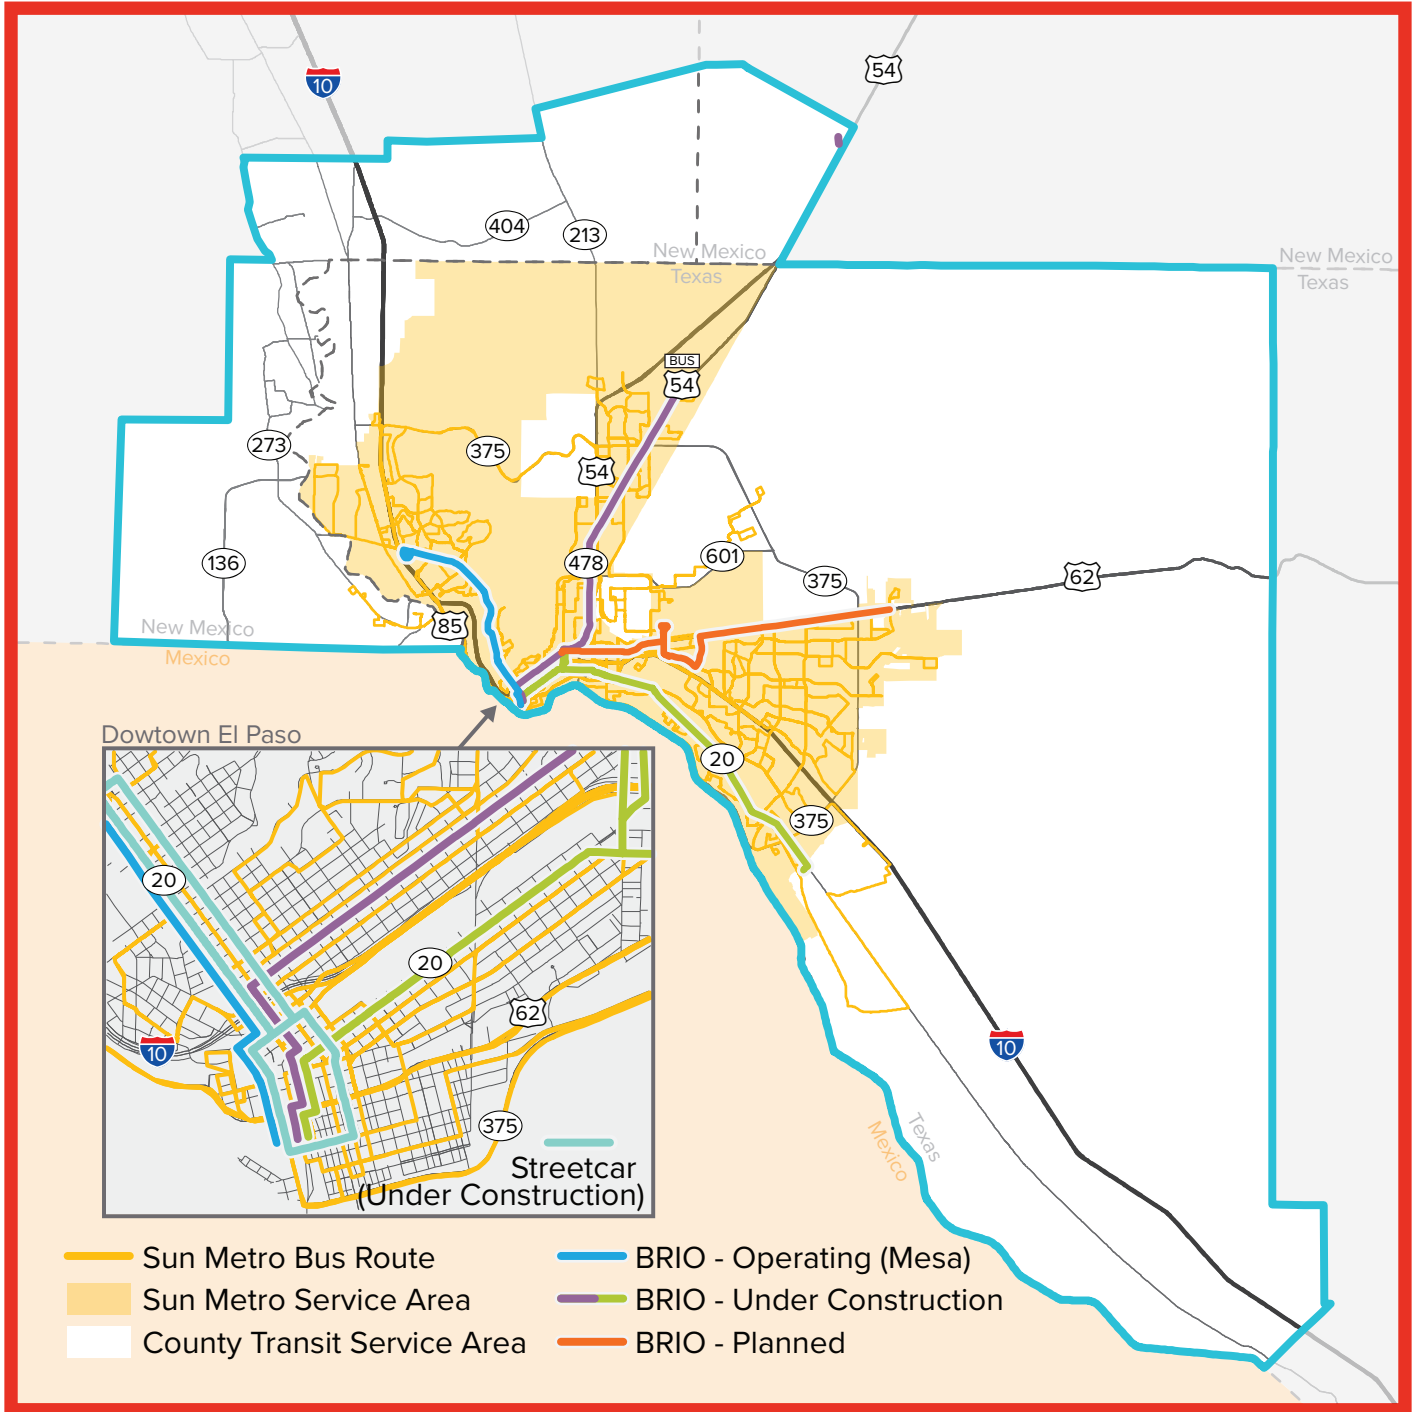 10
54
404
213
New Mexico
Texas
New Mexico
Texas
BUS
54
273
375
54
136
478
601
375
62
85
New Mexico
Mexico
Dowtown El Paso
20
375
20
20
62
10
375
10
Texas
Mexico
Streetcar
(Under Construction)
Sun Metro Bus Route
Sun Metro Service Area
County Transit Service Area
BRIO - Operating (Mesa)
BRIO - Under Construction
BRIO - Planned